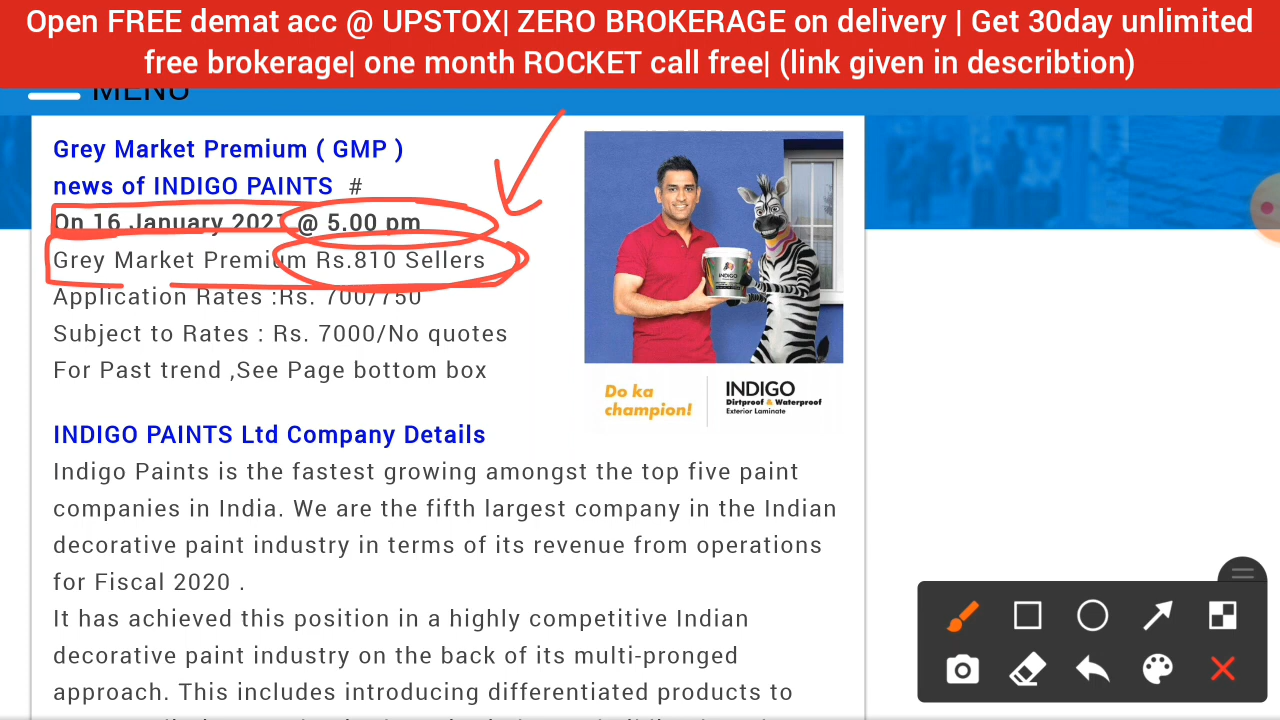 Open FREE demat acc @ UPSTOX| ZERO BROKERAGE on delivery | Get 30day unlimited
free brokerage| one month ROCKET call free| (link given in describtion)
MENU
Grey Market Premium ( GMP )
news of INDIGO PAINTS #
On 16 January 2021 @ 5.00 pm
Grey Market Premium Rs.810 Sellers
Application Rates :Rs. 700/750
Subject to Rates : Rs. 7000/No quotes
For Past trend ,See Page bottom box
INDIGO
Do ka
champion!
INDIGO
Dirtproof & Waterproof
Exterior Laminate
INDIGO PAINTS Ltd Company Details
Indigo Paints is the fastest growing amongst the top five paint
companies in India. We are the fifth largest company in the Indian
decorative paint industry in terms of its revenue from operations
for Fiscal 2020 .
It has achieved this position in a highly competitive Indian
decorative paint industry on the back of its multi-pronged
approach. This includes introducing differentiated products to